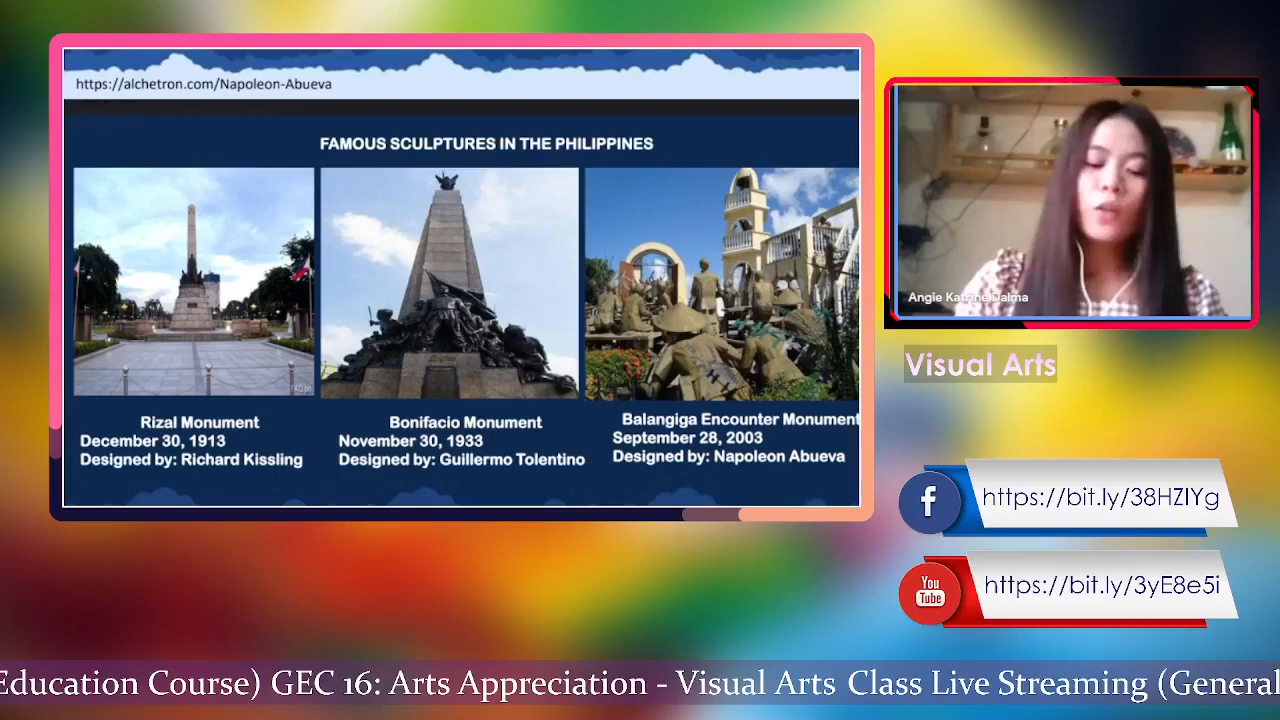 https://alchetron.com/Napoleon-Abueva
FAMOUS SCULPTURES IN THE PHILIPPINES
Rizal Monument
December 30, 1913
Designed by: Richard Kissling
Bonifacio Monument
November 30, 1933
Designed by: Guillermo Tolentino
Balangiga Encounter Monument
September 28, 2003
Designed by: Napoleon Abueva
Angie Katrine Dalma
Visual Arts
https://bit.ly/38HZIYg
You
Tube
https://bit.ly/3yE8e5i
Education Course) GEC 16: Arts Appreciation - Visual Arts Class Live Streaming (General